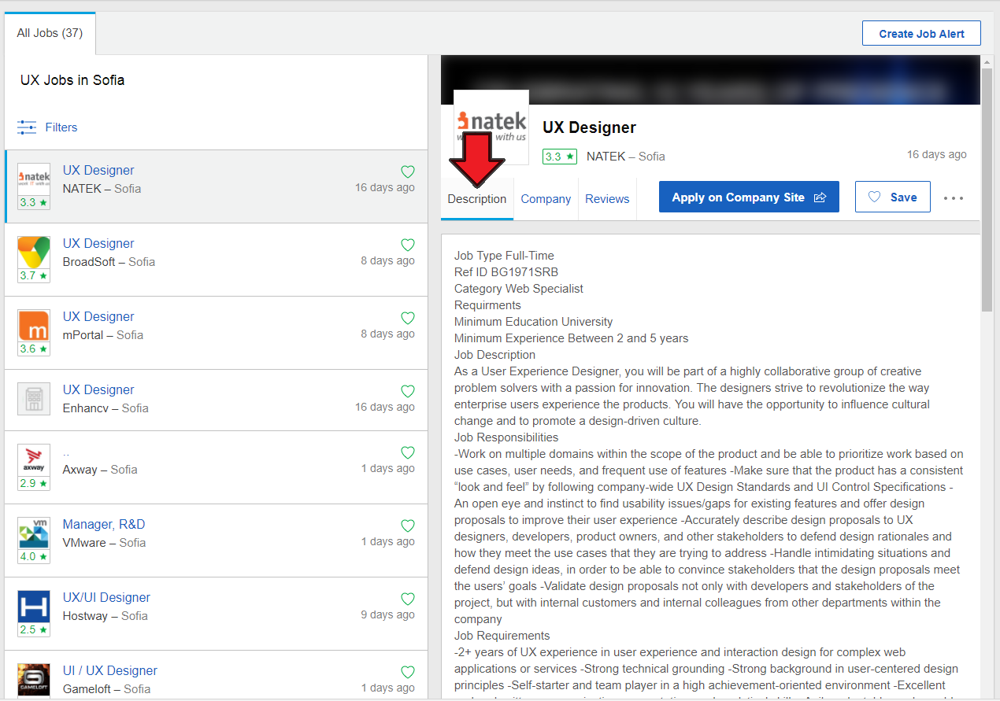 All Jobs (37)
Create Job Alert
UX Jobs in Sofia
Filters
natek
work IT with us
3.3 ★
UX Designer
NATEK – Sofia
16 days ago
3.7 ★
UX Designer
BroadSoft – Sofia
8 days ago
m
3.6 ★
UX Designer
mPortal – Sofia
8 days ago
UX Designer
Enhancv – Sofia
16 days ago
axway
2.9 ★
..
Axway – Sofia
1 days ago
vm
4.0 ★
Manager, R&D
VMware – Sofia
1 days ago
H
2.5 ★
UX/UI Designer
Hostway – Sofia
9 days ago
GAMELOFT
UI / UX Designer
Gameloft – Sofia
1 days ago
natek
with us
UX Designer
3.3 ★ NATEK – Sofia
16 days ago
Description
Company
Reviews
Apply on Company Site
Save
Job Type Full-Time
Ref ID BG1971SRB
Category Web Specialist
Requirments
Minimum Education University
Minimum Experience Between 2 and 5 years
Job Description
As a User Experience Designer, you will be part of a highly collaborative group of creative
problem solvers with a passion for innovation. The designers strive to revolutionize the way
enterprise users experience the products. You will have the opportunity to influence cultural
change and to promote a design-driven culture.
Job Responsibilities
-Work on multiple domains within the scope of the product and be able to prioritize work based on
use cases, user needs, and frequent use of features -Make sure that the product has a consistent
“look and feel” by following company-wide UX Design Standards and UI Control Specifications -
An open eye and instinct to find usability issues/gaps for existing features and offer design
proposals to improve their user experience -Accurately describe design proposals to UX
designers, developers, product owners, and other stakeholders to defend design rationales and
how they meet the use cases that they are trying to address -Handle intimidating situations and
defend design ideas, in order to be able to convince stakeholders that the design proposals meet
the users’ goals -Validate design proposals not only with developers and stakeholders of the
project, but with internal customers and internal colleagues from other departments within the
company
Job Requirements
-2+ years of UX experience in user experience and interaction design for complex web
applications or services -Strong technical grounding -Strong background in user-centered design
principles -Self-starter and team player in a high achievement-oriented environment -Excellent